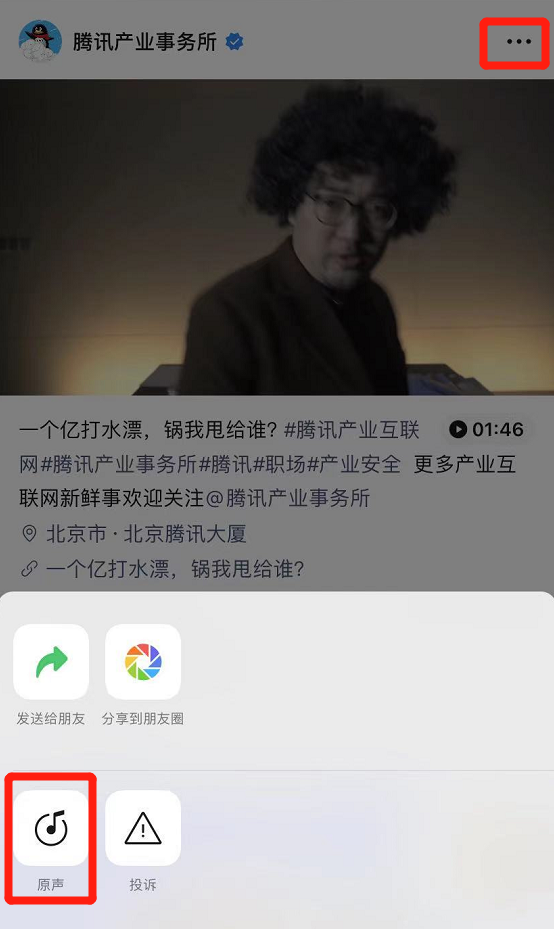 腾讯产业事务所
一个亿打水漂，锅我甩给谁？#腾讯产业互联
01:46
网#腾讯产业事务所#腾讯#职场#产业安全 更多产业互
联网新鲜事欢迎关注@腾讯产业事务所
北京市·北京腾讯大厦
一个亿打水漂，锅我甩给谁？
发送给朋友
分享到朋友圈
原声
投诉